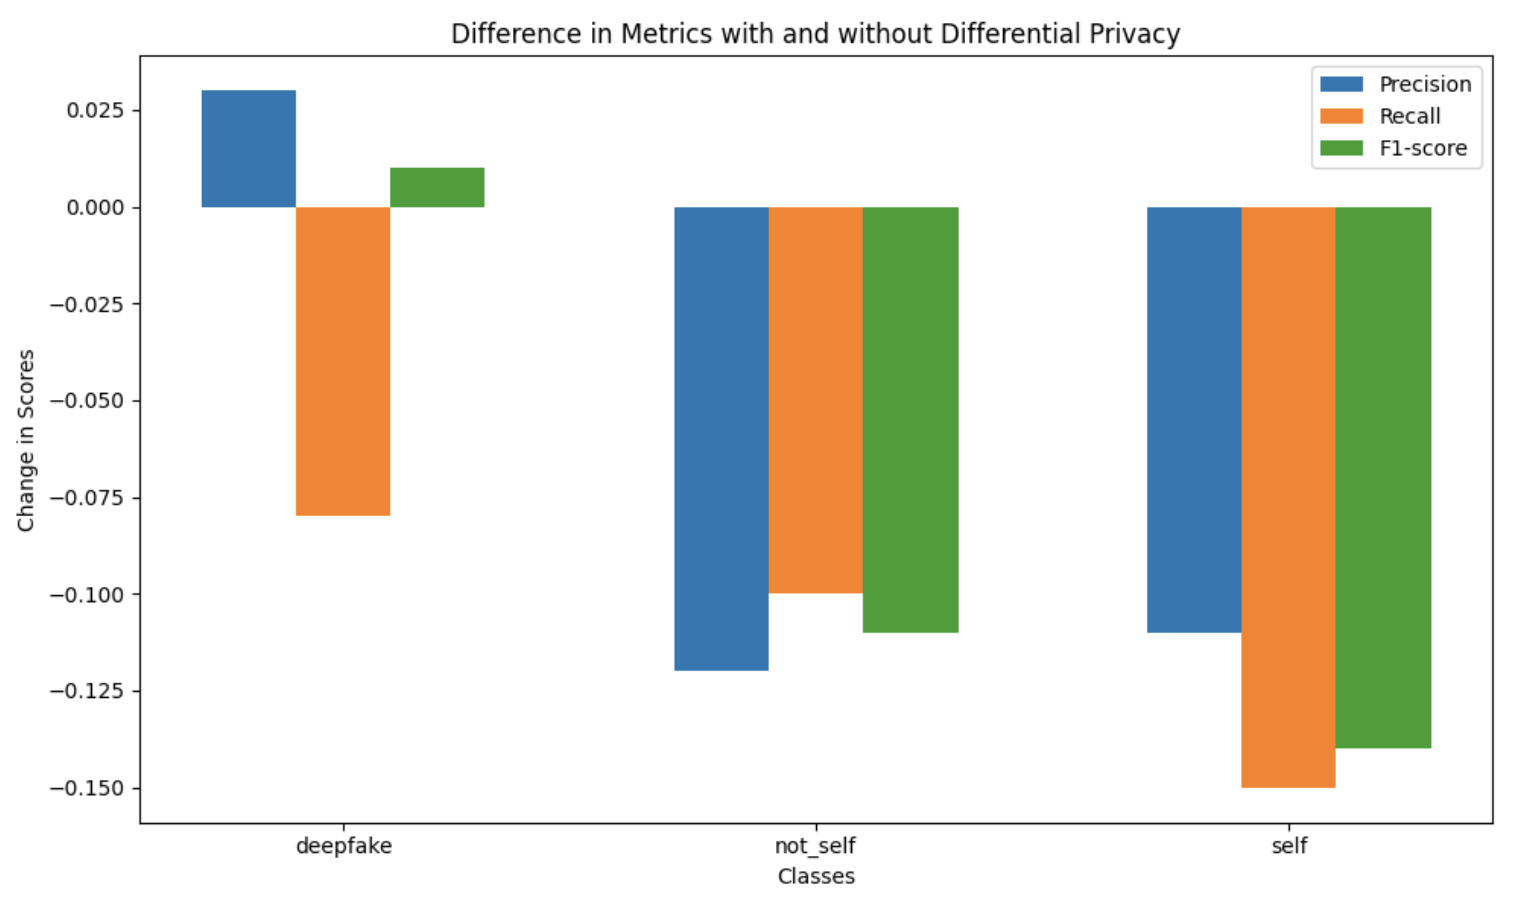 Difference in Metrics with and without Differential Privacy
Precision
Recall
F1-score
0.025
0.000
−0.025
−0.050
−0.075
−0.100
−0.125
−0.150
Change in Scores
deepfake
not_self
self
Classes